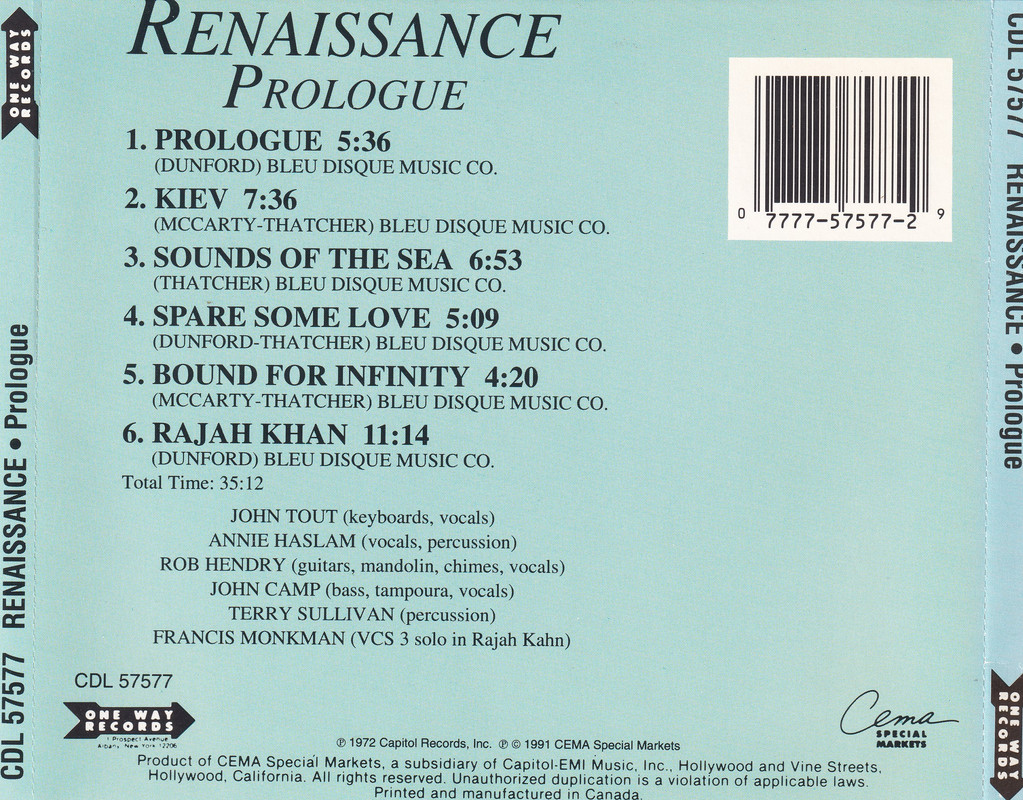 RENAISSANCE
PROLOGUE
1. PROLOGUE 5:36
(DUNFORD) BLEU DISQUE MUSIC CO.
2. KIEV 7:36
(MCCARTY-THATCHER) BLEU DISQUE MUSIC CO.
3. SOUNDS OF THE SEA 6:53
(THATCHER) BLEU DISQUE MUSIC CO.
4. SPARE SOME LOVE 5:09
(DUNFORD-THATCHER) BLEU DISQUE MUSIC CO.
5. BOUND FOR INFINITY 4:20
(MCCARTY-THATCHER) BLEU DISQUE MUSIC CO.
6. RAJAH KHAN 11:14
(DUNFORD) BLEU DISQUE MUSIC CO.
Total Time: 35:12
JOHN TOUT (keyboards, vocals)
ANNIE HASLAM (vocals, percussion)
ROB HENDRY (guitars, mandolin, chimes, vocals)
JOHN CAMP (bass, tampoura, vocals)
TERRY SULLIVAN (percussion)
FRANCIS MONKMAN (VCS 3 solo in Rajah Kahn)
0 7777-57577-2 9
CDL 57577
ONE WAY
RECORDS
1 Prospect Avenue
Albany, New York 12206
Cema
SPECIAL
MARKETS
℗ 1972 Capitol Records, Inc. ℗ © 1991 CEMA Special Markets
Product of CEMA Special Markets, a subsidiary of Capitol-EMI Music, Inc., Hollywood and Vine Streets,
Hollywood, California. All rights reserved. Unauthorized duplication is a violation of applicable laws.
Printed and manufactured in Canada.
CDL 57577 RENAISSANCE • Prologue
ONE WAY
RECORDS
CDL 57577 RENAISSANCE • Prologue
ONE WAY
RECORDS